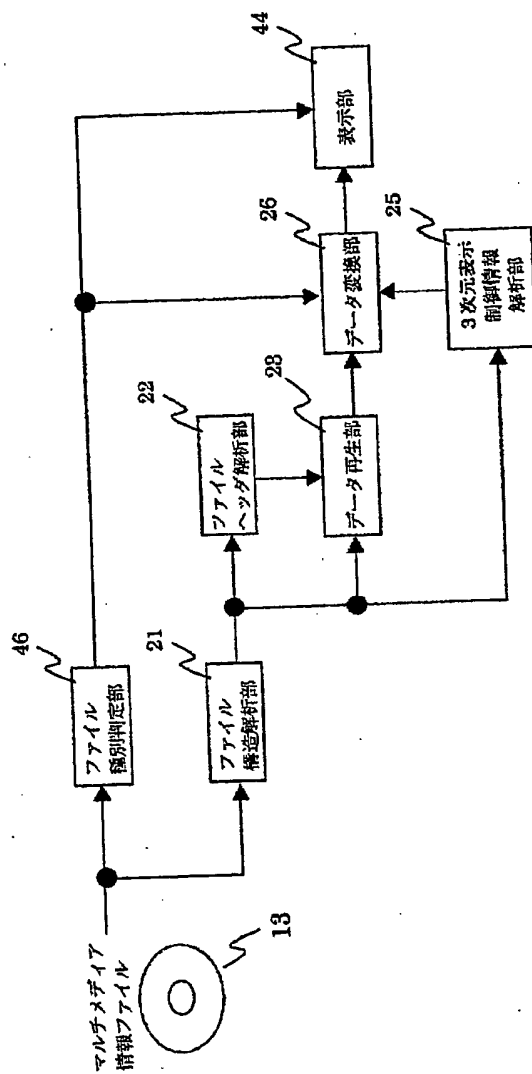 マルチメディア
情報ファイル
13
46
ファイル
種別判定部
21
ファイル
構造解析部
22
ファイル
ヘッダ解析部
23
データ再生部
26
データ変換部
25
3次元表示
制御情報
解析部
44
表示部